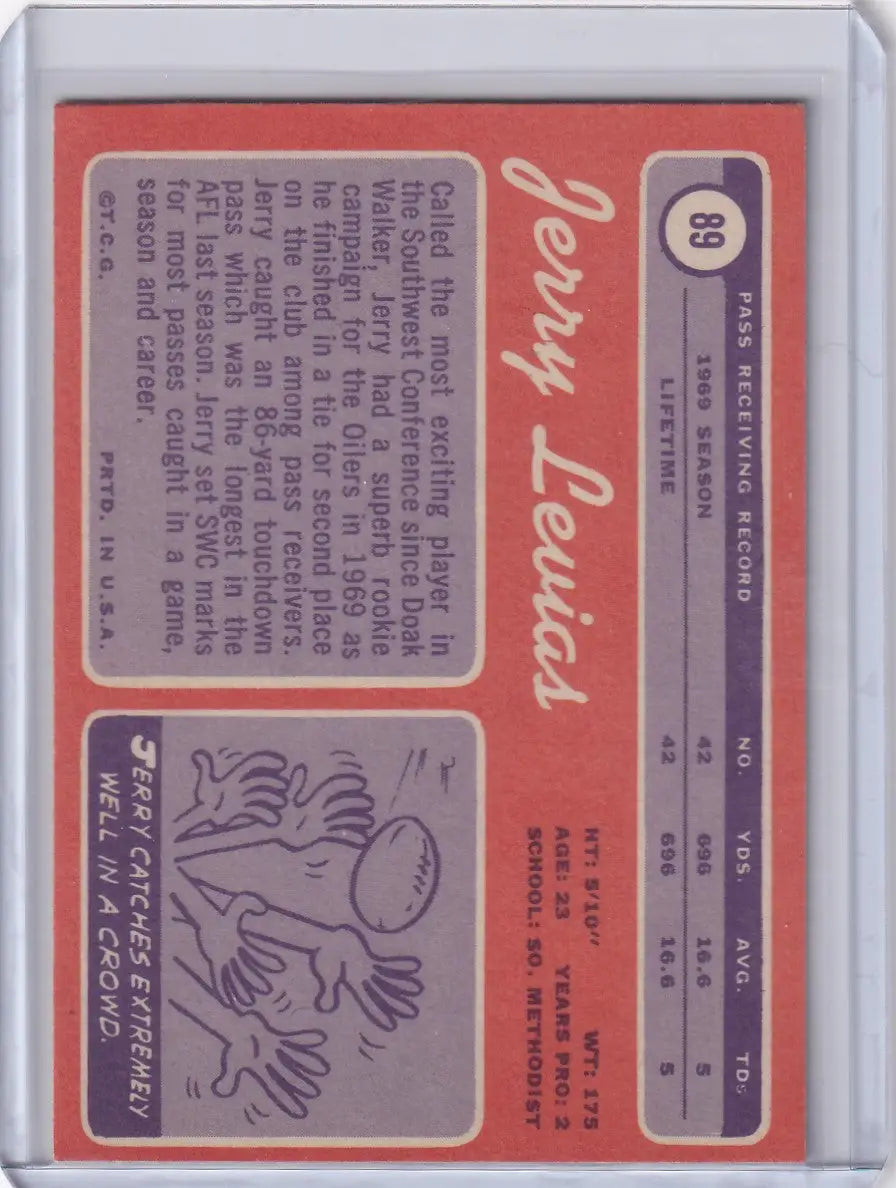 89
PASS RECEIVING RECORD NO. YDS. AVG. TDs
1969 SEASON 42 696 16.6 5
LIFETIME 42 696 16.6 5
Jerry Levias
HT: 5/10" WT: 175
AGE: 23 YEARS PRO: 2
SCHOOL: SO. METHODIST
Called the most exciting player in
the Southwest Conference since Doak
Walker, Jerry had a superb rookie
campaign for the Oilers in 1969 as
he finished in a tie for second place
on the club among pass receivers.
Jerry caught an 86-yard touchdown
pass which was the longest in the
AFL last season. Jerry set SWC marks
for most passes caught in a game,
season and career.
©T.C.G. PRTD. IN U.S.A.
JERRY CATCHES EXTREMELY
WELL IN A CROWD.